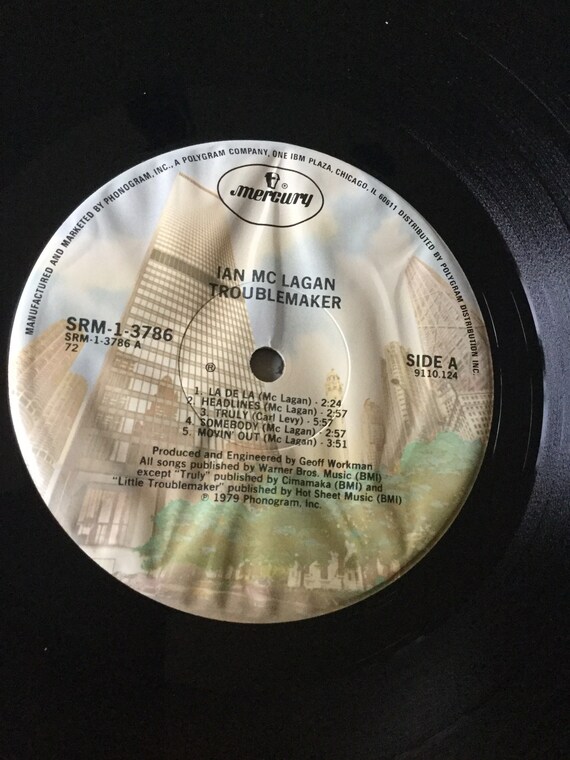 MANUFACTURED AND MARKETED BY PHONOGRAM, INC., A POLYGRAM COMPANY, ONE IBM PLAZA, CHICAGO, IL 60611 DISTRIBUTED BY POLYGRAM DISTRIBUTION INC.
mercury ®
IAN MC LAGAN
TROUBLEMAKER
SRM-1-3786
SRM-1-3786 A
72
SIDE A
9110.124
℗
1. LA DE LA (Mc Lagan) - 2:24
2. HEADLINES (Mc Lagan) - 2:57
3. TRULY (Carl Levy) - 5:57
4. SOMEBODY (Mc Lagan) - 2:57
5. MOVIN' OUT (Mc Lagan) - 3:51
Produced and Engineered by Geoff Workman
All songs published by Warner Bros. Music (BMI)
except "Truly" published by Cimamaka (BMI) and
"Little Troublemaker" published by Hot Sheet Music (BMI)
℗ 1979 Phonogram, Inc.